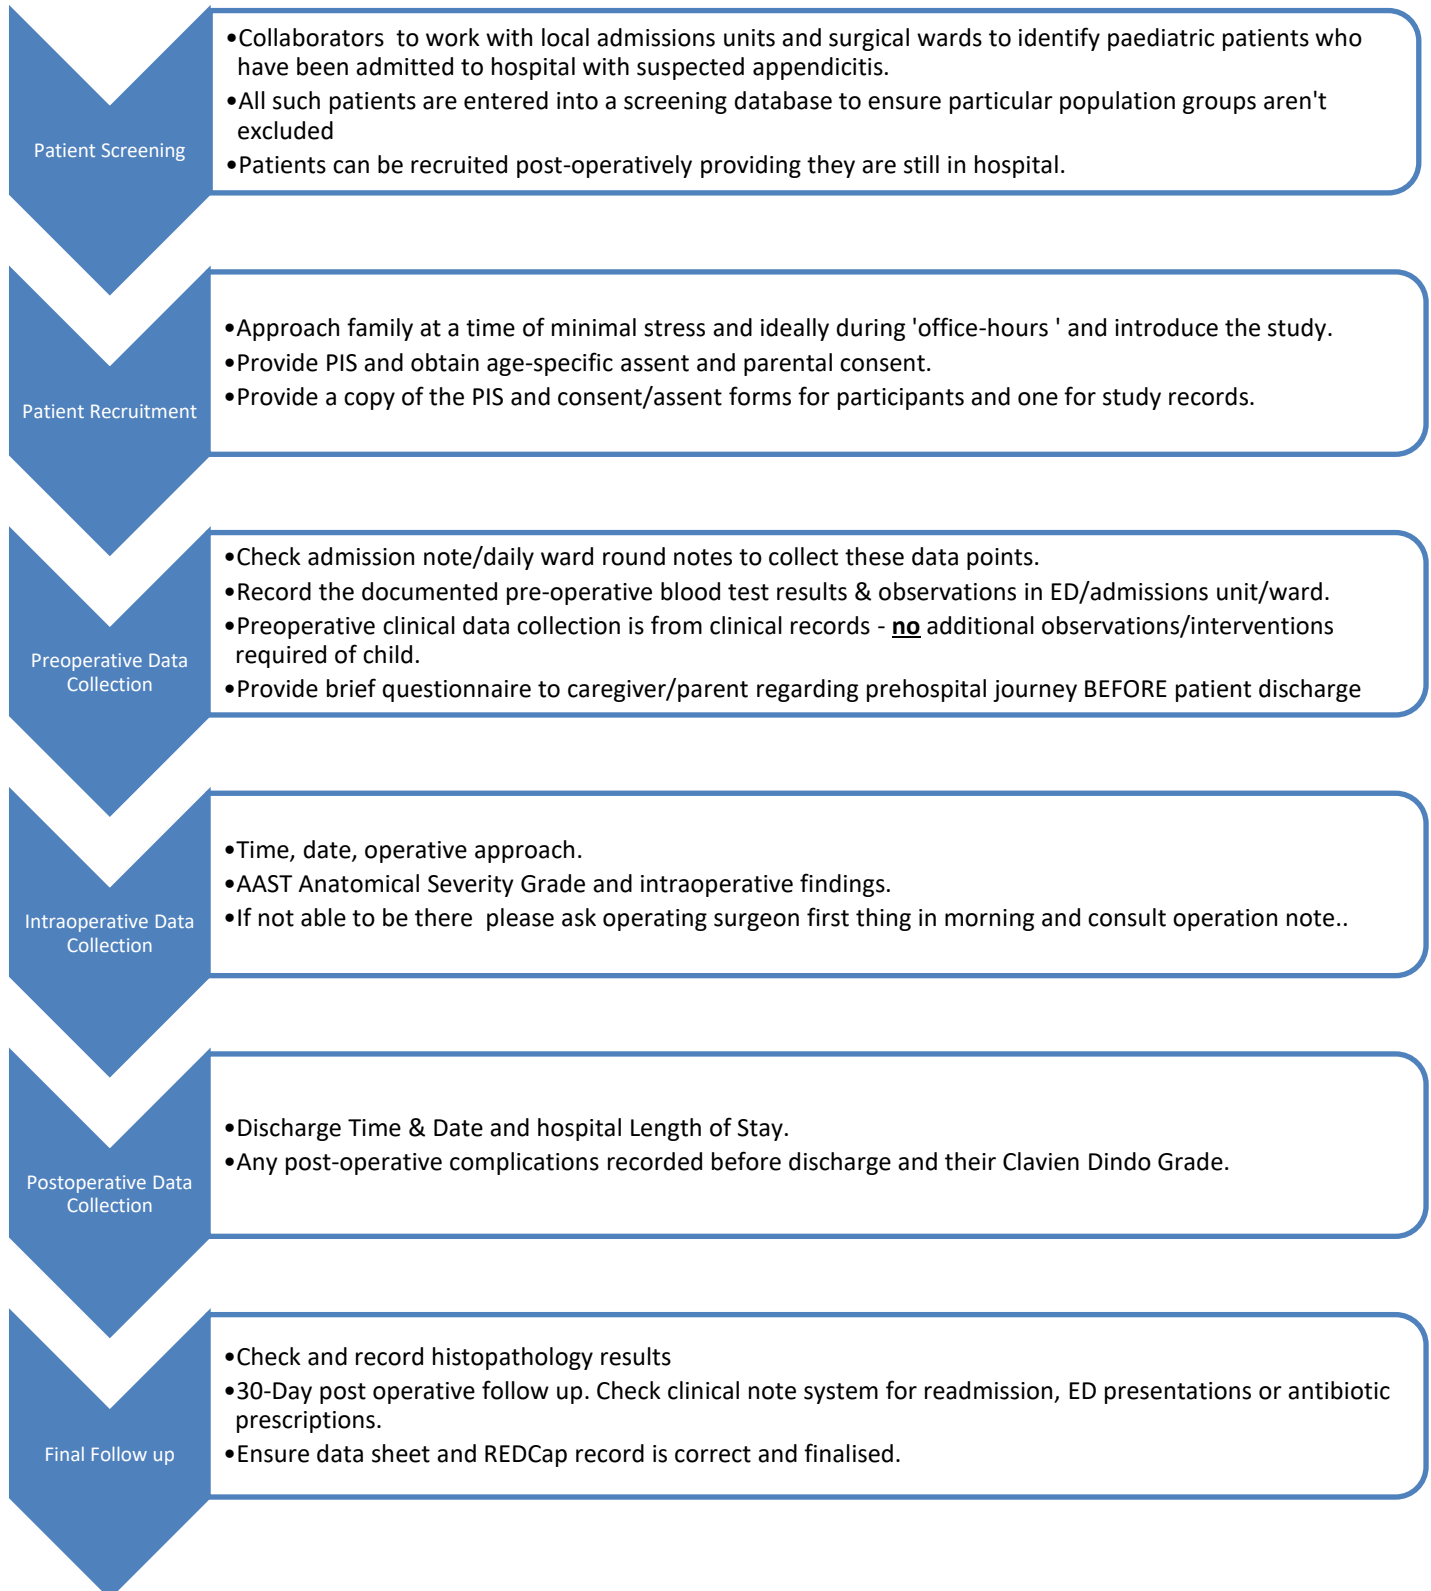 Patient Screening
•Collaborators  to work with local admissions units and surgical wards to identify paediatric patients who
have been admitted to hospital with suspected appendicitis.
•All such patients are entered into a screening database to ensure particular population groups aren't
excluded
•Patients can be recruited post-operatively providing they are still in hospital.
Patient Recruitment
•Approach family at a time of minimal stress and ideally during 'office-hours ' and introduce the study.
•Provide PIS and obtain age-specific assent and parental consent.
•Provide a copy of the PIS and consent/assent forms for participants and one for study records.
Preoperative Data
Collection
•Check admission note/daily ward round notes to collect these data points.
•Record the documented pre-operative blood test results & observations in ED/admissions unit/ward.
•Preoperative clinical data collection is from clinical records - no additional observations/interventions
required of child.
•Provide brief questionnaire to caregiver/parent regarding prehospital journey BEFORE patient discharge
Intraoperative Data
Collection
•Time, date, operative approach.
•AAST Anatomical Severity Grade and intraoperative findings.
•If not able to be there  please ask operating surgeon first thing in morning and consult operation note..
Postoperative Data
Collection
•Discharge Time & Date and hospital Length of Stay.
•Any post-operative complications recorded before discharge and their Clavien Dindo Grade.
Final Follow up
•Check and record histopathology results
•30-Day post operative follow up. Check clinical note system for readmission, ED presentations or antibiotic
prescriptions.
•Ensure data sheet and REDCap record is correct and finalised.